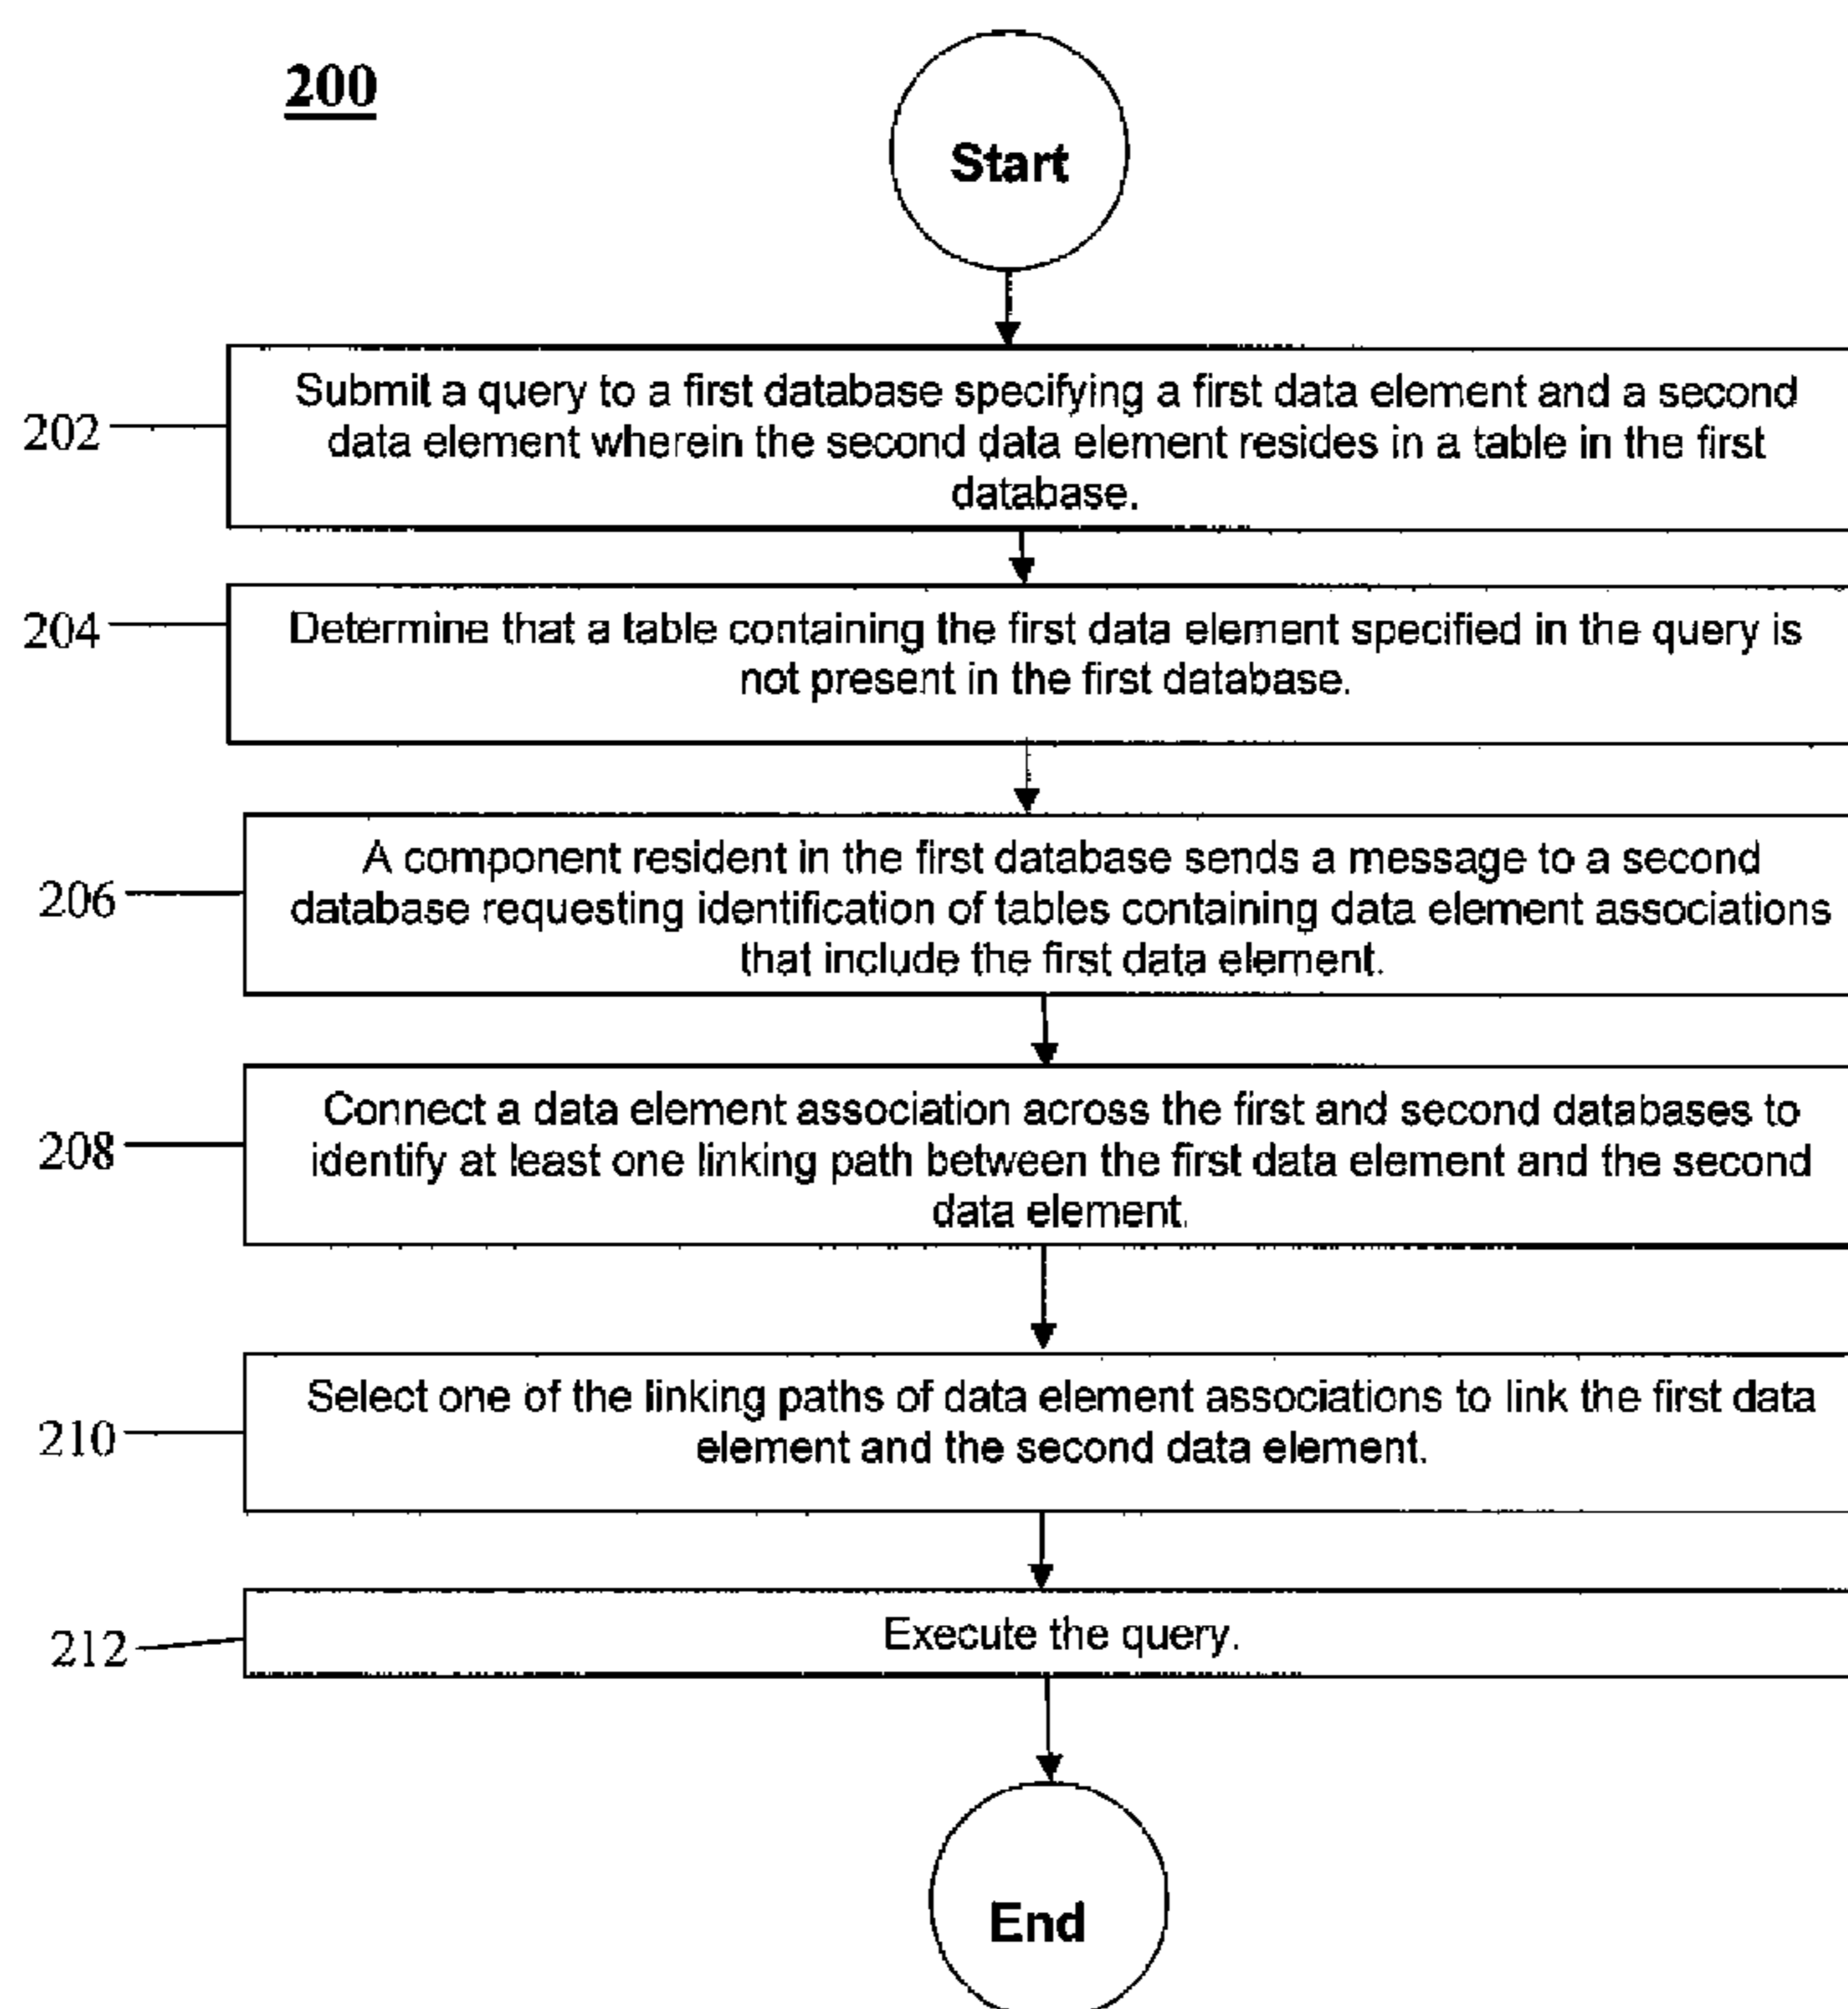 200
Start
202
Submit a query to a first database specifying a first data element and a second
data element wherein the second data element resides in a table in the first
database.
204
Determine that a table containing the first data element specified in the query is
not present in the first database.
206
A component resident in the first database sends a message to a second
database requesting identification of tables containing data element associations
that include the first data element.
208
Connect a data element association across the first and second databases to
identify at least one linking path between the first data element and the second
data element.
210
Select one of the linking paths of data element associations to link the first data
element and the second data element.
212
Execute the query.
End